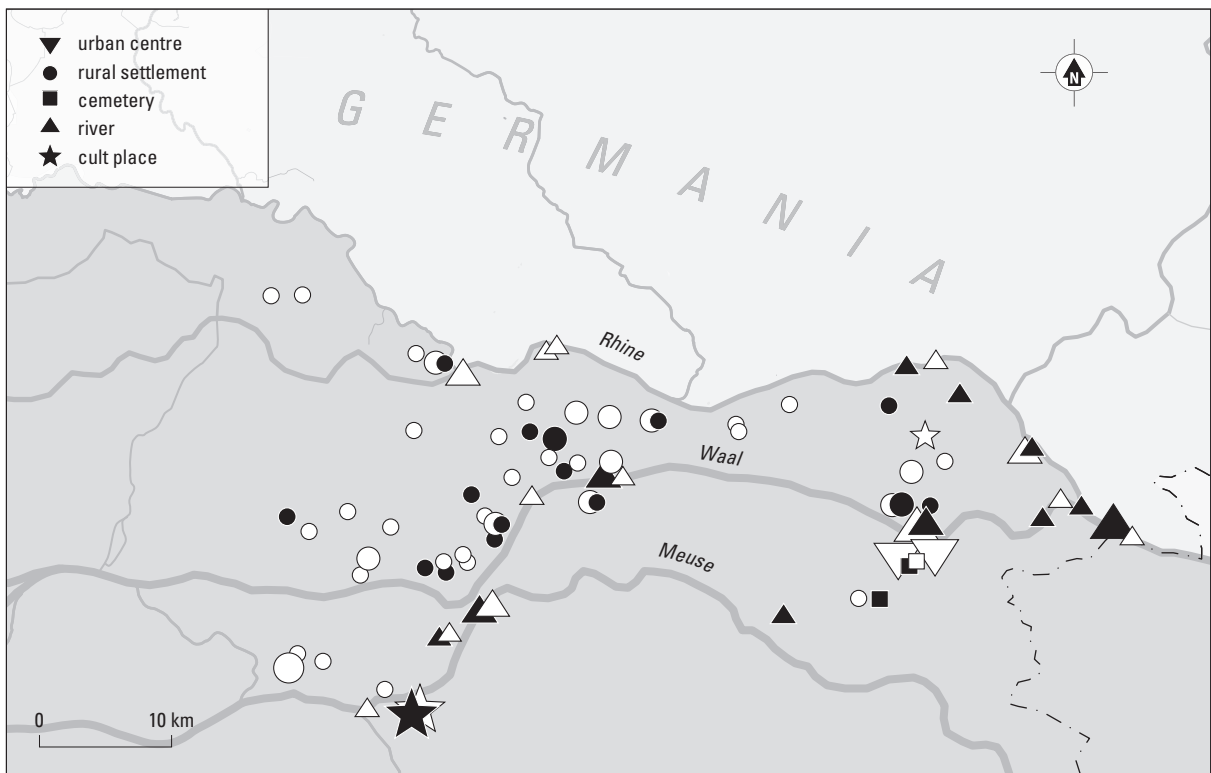 urban centre
rural settlement
cemetery
river
cult place
N
GERMANIA
Rhine
Waal
Meuse
0 10 km